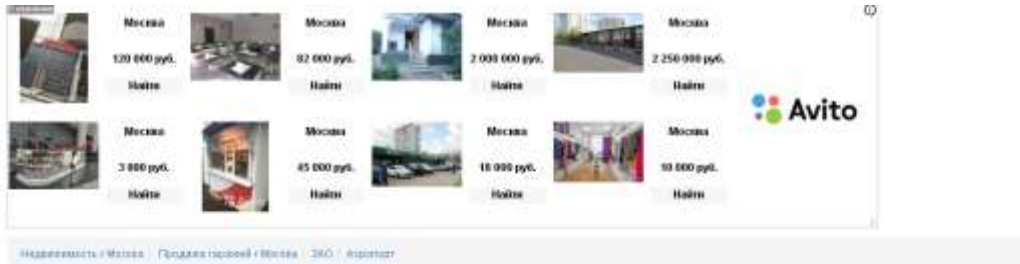 Москва
120 000 руб.
Найти
Москва
82 000 руб.
Найти
Москва
2 000 000 руб.
Найти
Москва
2 250 000 руб.
Найти
Avito
Москва
3 000 руб.
Найти
Москва
45 000 руб.
Найти
Москва
18 000 руб.
Найти
Москва
10 000 руб.
Найти
Недвижимость г Москва / Продажа гаражей г Москва / ЗАО / Аэропорт